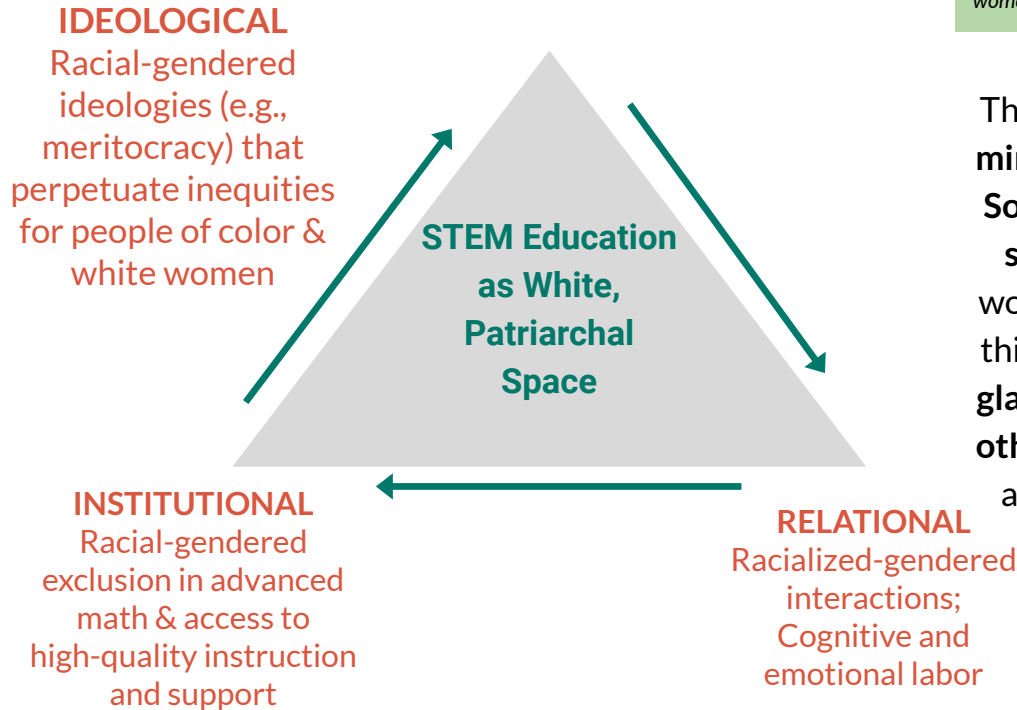 IDEOLOGICAL
Racial-gendered
ideologies (e.g.,
meritocracy) that
perpetuate inequities
for people of color &
white women
STEM Education
as White,
Patriarchal
Space
INSTITUTIONAL
Racial-gendered
exclusion in advanced
math & access to
high-quality instruction
and support
RELATIONAL
Racialized-gendered
interactions;
Cognitive and
emotional labor